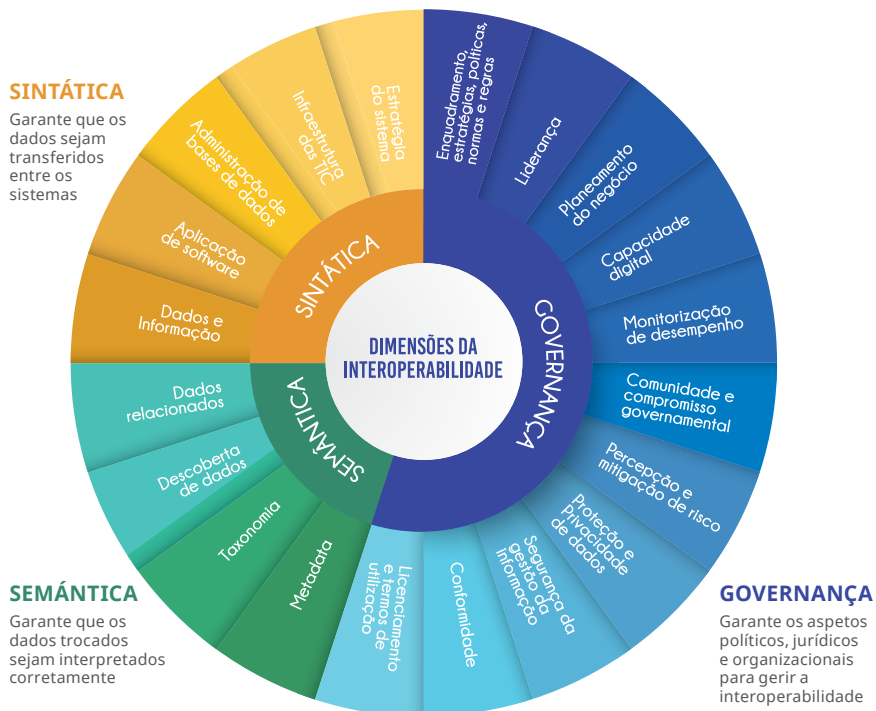 SINTÁTICA
Garante que os
dados sejam
transferidos
entre os
sistemas
Enquadramento,
estratégias, políticas,
normas e regras
Liderança
Planeamento
do negócio
Capacidade
digital
Monitorização
de desempenho
Comunidade e
compromisso
governamental
Percepção e
mitigação de risco
Proteção e
Privacidade
de dados
Segurança da
gestão da
informação
Conformidade
Licenciamento
e termos de
utilização
Metadata
Taxonomia
Descoberta
de dados
Dados
relacionados
Dados e
Informação
Aplicação
de software
Administração de
bases de dados
Infraestrutura
das TIC
Estratégia
do sistema
SINTÁTICA
GOVERNANÇA
SEMÂNTICA
DIMENSÕES DA
INTEROPERABILIDADE
SEMÁNTICA
Garante que os
dados trocados
sejam interpretados
corretamente
GOVERNANÇA
Garante os aspetos
políticos, jurídicos
e organizacionais
para gerir a
interoperabilidade